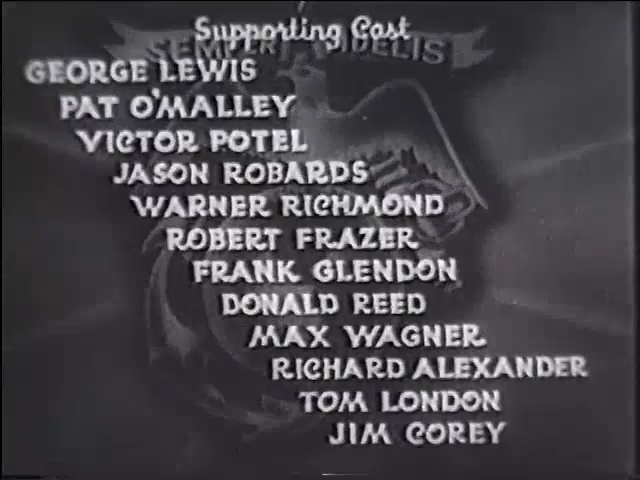 Supporting Cast
SEMPER FIDELIS
GEORGE LEWIS
PAT O'MALLEY
VICTOR POTEL
JASON ROBARDS
WARNER RICHMOND
ROBERT FRAZER
FRANK GLENDON
DONALD REED
MAX WAGNER
RICHARD ALEXANDER
TOM LONDON
JIM COREY